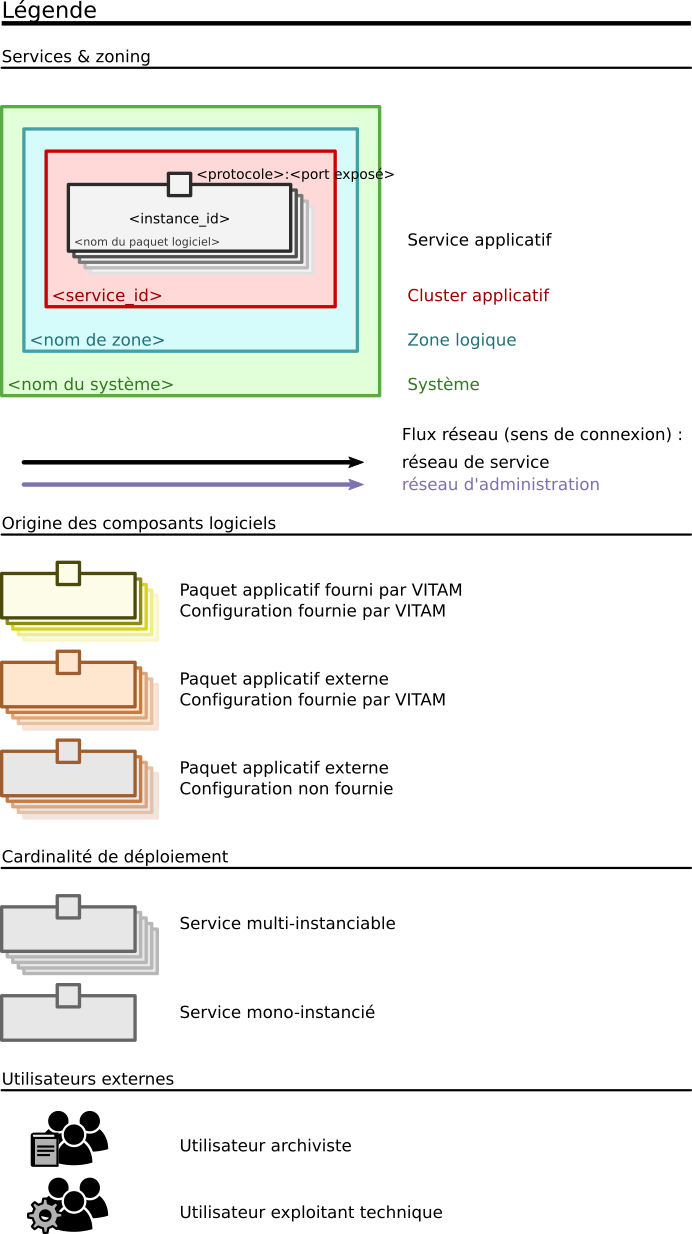 Légende
Services & zoning
<protocole>:<port exposé>
<instance_id>
<nom du paquet logiciel>
Service applicatif
<service_id>
Cluster applicatif
<nom de zone>
Zone logique
<nom du système>
Système
Flux réseau (sens de connexion) :
réseau de service
réseau d'administration
Origine des composants logiciels
Paquet applicatif fourni par VITAM
Configuration fournie par VITAM
Paquet applicatif externe
Configuration fournie par VITAM
Paquet applicatif externe
Configuration non fournie
Cardinalité de déploiement
Service multi-instanciable
Service mono-instancié
Utilisateurs externes
Utilisateur archiviste
Utilisateur exploitant technique